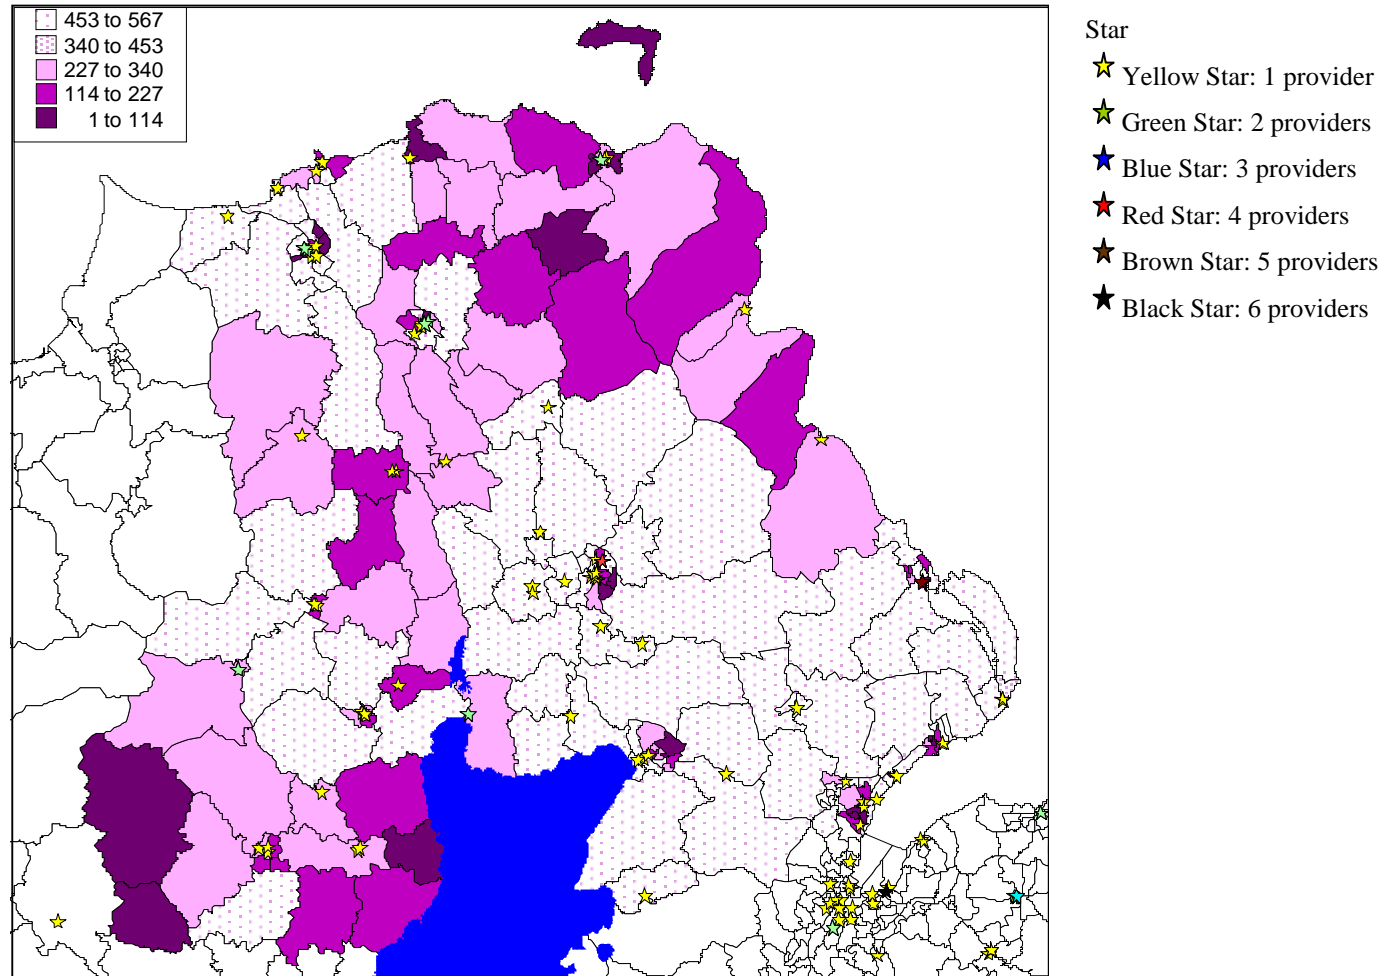 453 to 567
340 to 453
227 to 340
114 to 227
1 to 114
Star
Yellow Star: 1 provider
Green Star: 2 providers
Blue Star: 3 providers
Red Star: 4 providers
Brown Star: 5 providers
Black Star: 6 providers